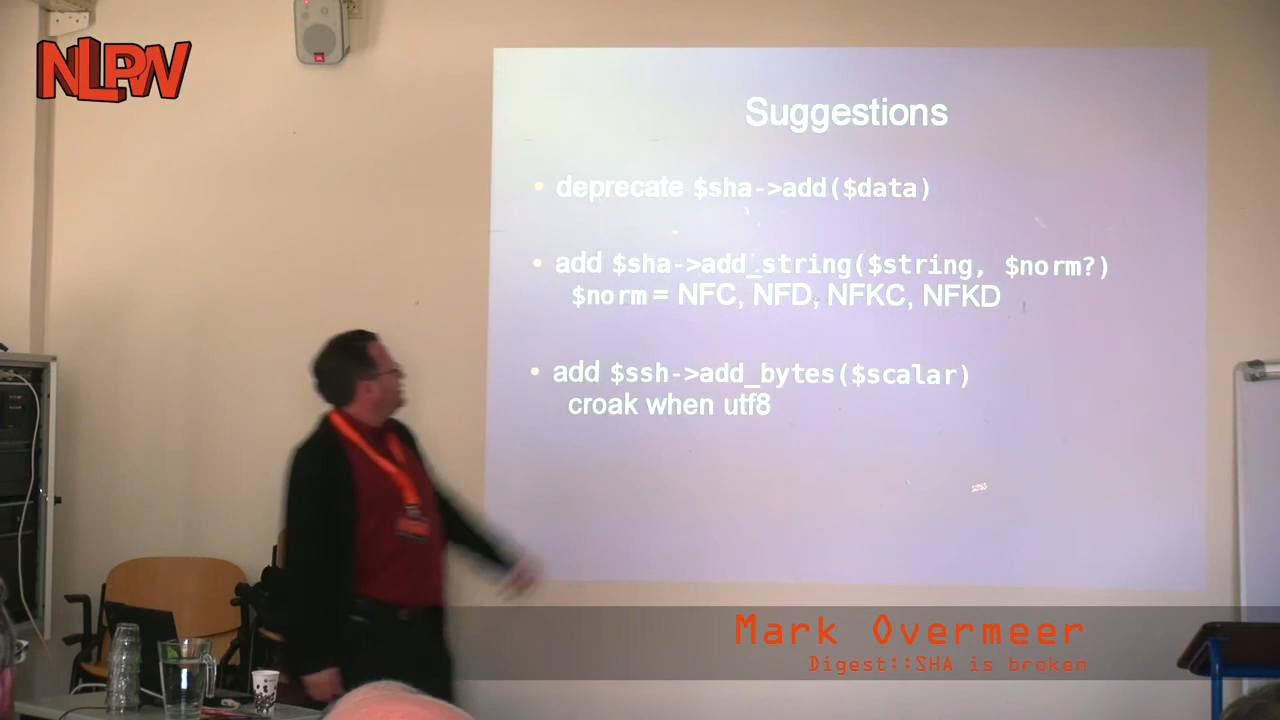 NLPW
Suggestions
• deprecate $sha->add($data)
• add $sha->add_string($string, $norm?)
$norm = NFC, NFD, NFKC, NFKD
• add $ssh->add_bytes($scalar)
croak when utf8
Mark Overmeer
Digest::SHA is broken